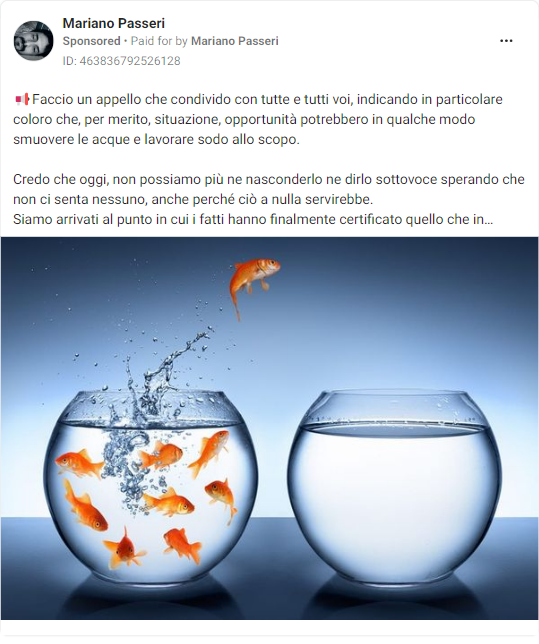 Mariano Passeri
Sponsored • Paid for by Mariano Passeri
ID: 463836792526128
📢Faccio un appello che condivido con tutte e tutti voi, indicando in particolare
coloro che, per merito, situazione, opportunità potrebbero in qualche modo
smuovere le acque e lavorare sodo allo scopo.
Credo che oggi, non possiamo più ne nasconderlo ne dirlo sottovoce sperando che
non ci senta nessuno, anche perché ciò a nulla servirebbe.
Siamo arrivati al punto in cui i fatti hanno finalmente certificato quello che in...